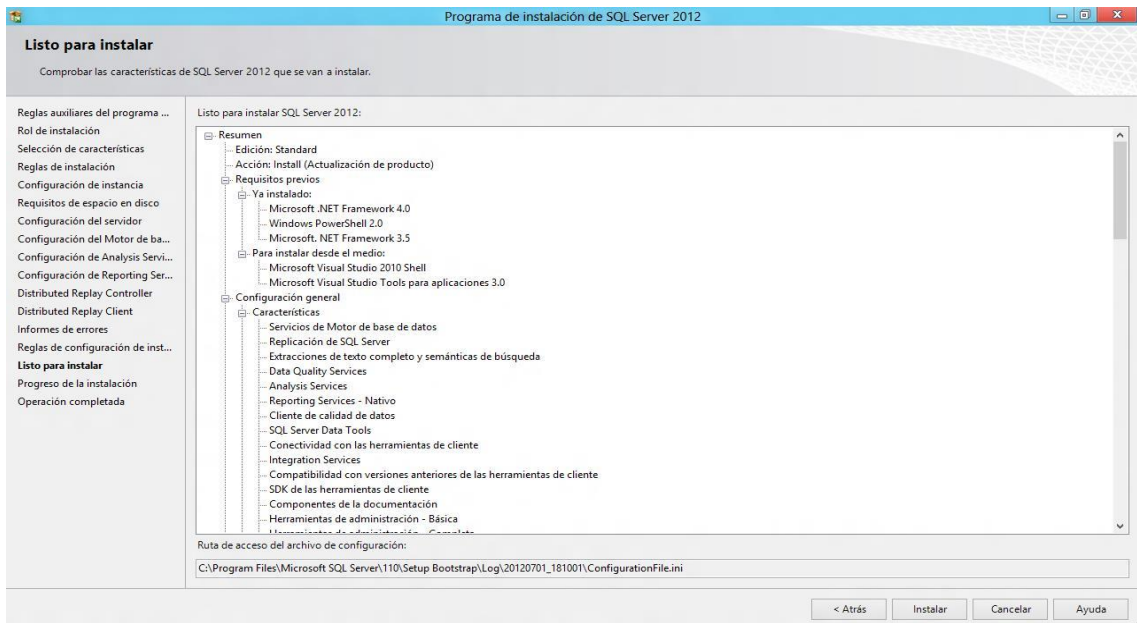 Programa de instalación de SQL Server 2012
Listo para instalar
Comprobar las características de SQL Server 2012 que se van a instalar.
Reglas auxiliares del programa ...
Rol de instalación
Selección de características
Reglas de instalación
Configuración de instancia
Requisitos de espacio en disco
Configuración del servidor
Configuración del Motor de ba...
Configuración de Analysis Servi...
Configuración de Reporting Ser...
Distributed Replay Controller
Distributed Replay Client
Informes de errores
Reglas de configuración de inst...
Listo para instalar
Progreso de la instalación
Operación completada
Listo para instalar SQL Server 2012:
Resumen
Edición: Standard
Acción: Install (Actualización de producto)
Requisitos previos
Ya instalado:
Microsoft .NET Framework 4.0
Windows PowerShell 2.0
Microsoft. NET Framework 3.5
Para instalar desde el medio:
Microsoft Visual Studio 2010 Shell
Microsoft Visual Studio Tools para aplicaciones 3.0
Configuración general
Características
Servicios de Motor de base de datos
Replicación de SQL Server
Extracciones de texto completo y semánticas de búsqueda
Data Quality Services
Analysis Services
Reporting Services - Nativo
Cliente de calidad de datos
SQL Server Data Tools
Conectividad con las herramientas de cliente
Integration Services
Compatibilidad con versiones anteriores de las herramientas de cliente
SDK de las herramientas de cliente
Componentes de la documentación
Herramientas de administración - Básica
Herramientas de administración - Completa
Ruta de acceso del archivo de configuración:
C:\Program Files\Microsoft SQL Server\110\Setup Bootstrap\Log\20120701_181001\ConfigurationFile.ini
< Atrás
Instalar
Cancelar
Ayuda